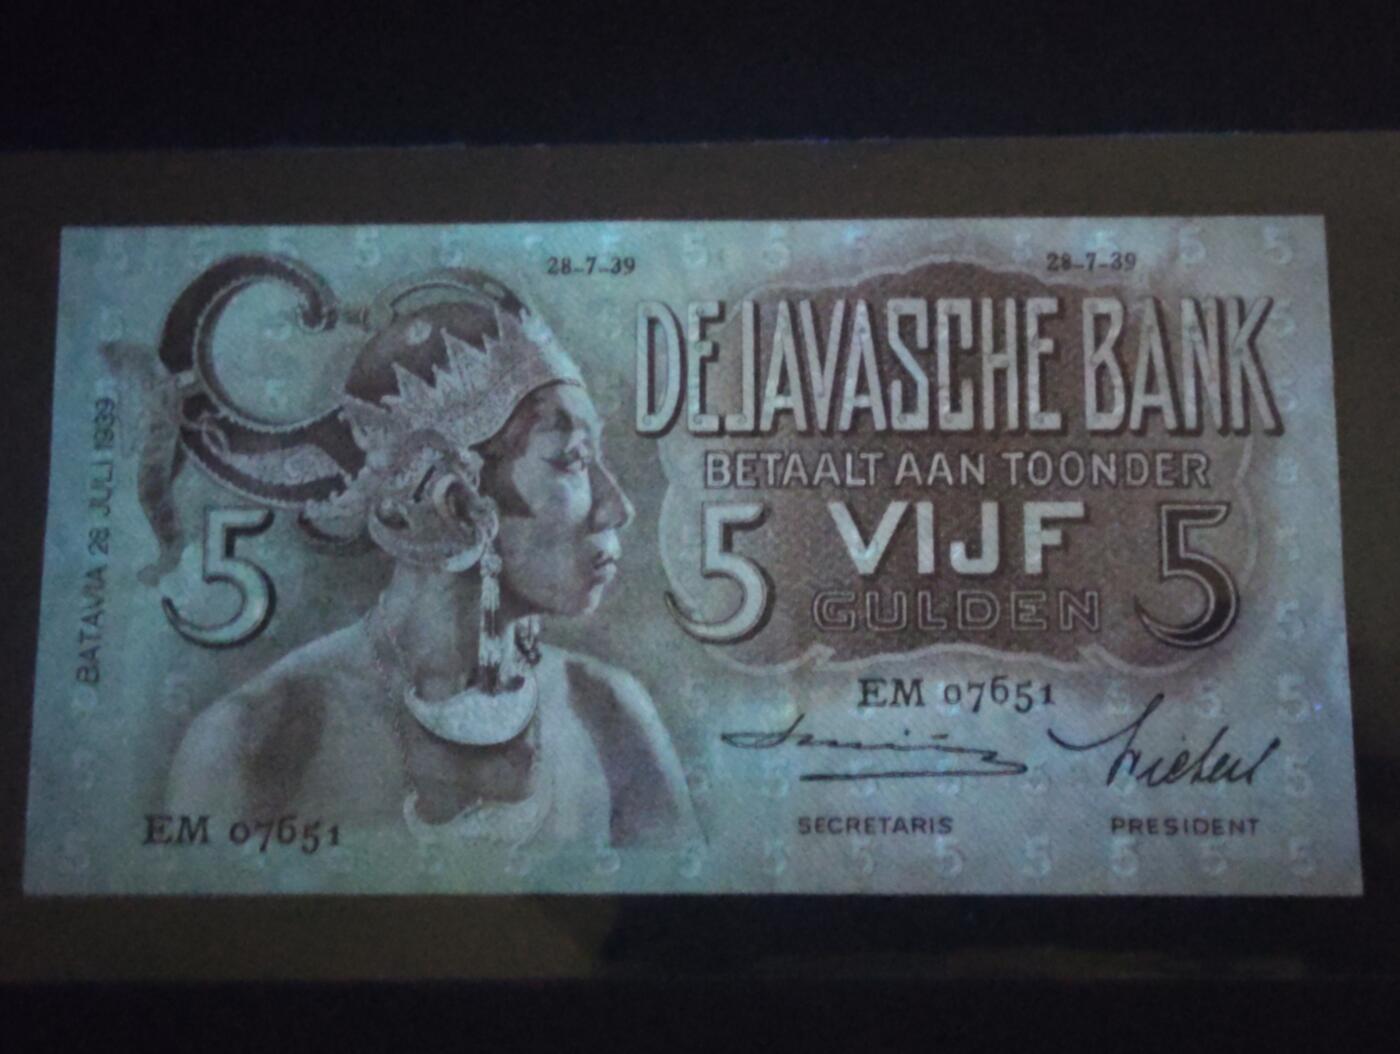 28-7-39
28-7-39
DE JAVASCHE BANK
BETAALT AAN TOONDER
5 VIJF 5
GULDEN
5
BATAVIA 28 JULI 1939
EM 07651
SECRETARIS
PRESIDENT
EM 07651